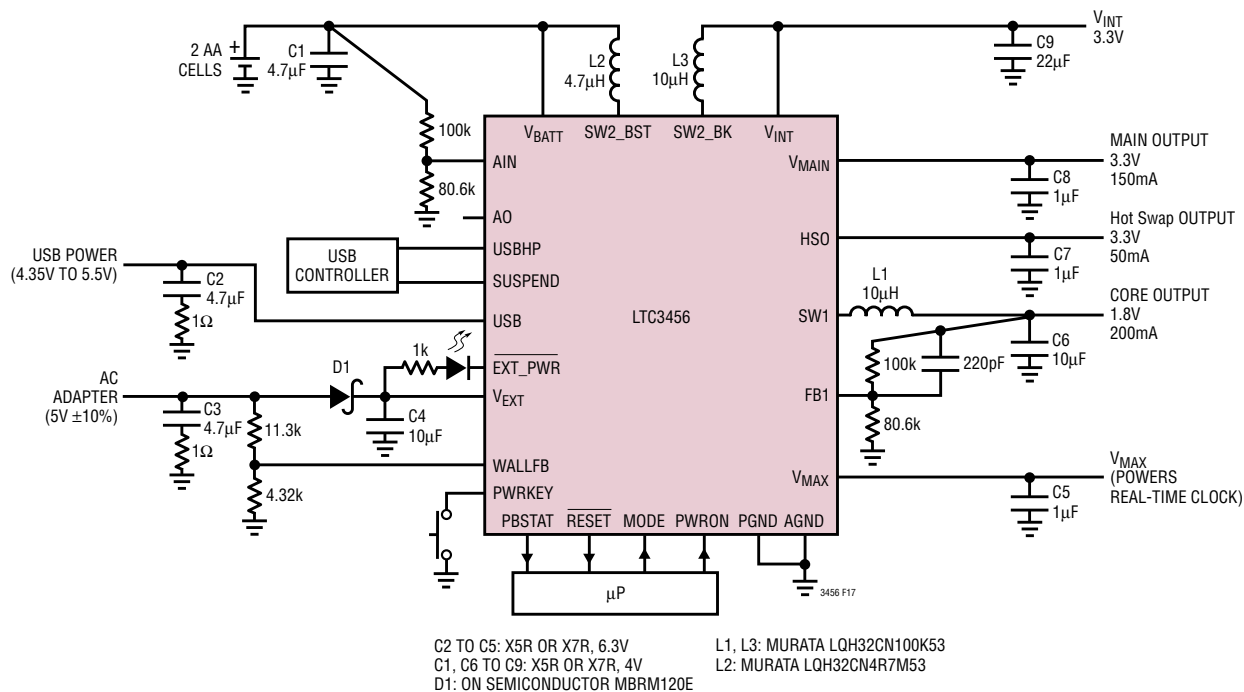 2 AA
CELLS
+
C1
4.7µF
L2
4.7µH
L3
10µH
C9
22µF
VINT
3.3V
100k
80.6k
VBATT
SW2_BST
SW2_BK
VINT
AIN
AO
USBHP
SUSPEND
USB
EXT_PWR
VEXT
WALLFB
PWRKEY
LTC3456
VMAIN
HSO
SW1
FB1
VMAX
PBSTAT
RESET
MODE
PWRON
PGND
AGND
MAIN OUTPUT
3.3V
150mA
C8
1µF
Hot Swap OUTPUT
3.3V
50mA
C7
1µF
L1
10µH
CORE OUTPUT
1.8V
200mA
C6
10µF
100k
220pF
80.6k
VMAX
(POWERS
REAL-TIME CLOCK)
C5
1µF
USB
CONTROLLER
USB POWER
(4.35V TO 5.5V)
C2
4.7µF
1Ω
1k
D1
AC
ADAPTER
(5V ±10%)
C3
4.7µF
1Ω
11.3k
C4
10µF
4.32k
µP
3456 F17
C2 TO C5: X5R OR X7R, 6.3V
C1, C6 TO C9: X5R OR X7R, 4V
D1: ON SEMICONDUCTOR MBRM120E
L1, L3: MURATA LQH32CN100K53
L2: MURATA LQH32CN4R7M53